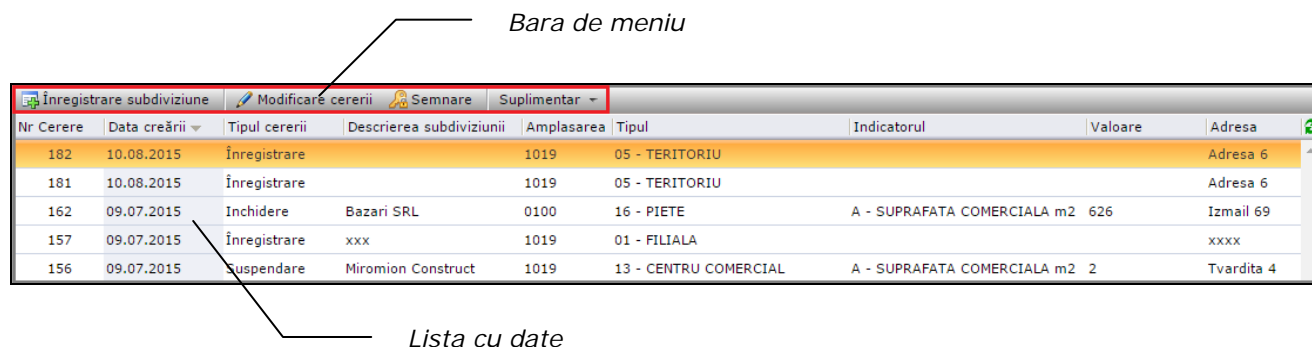 Bara de meniu
Înregistrare subdiviziune Modificare cererii Semnare Suplimentar
Nr Cerere Data creării Tipul cererii Descrierea subdiviziunii Amplasarea Tipul Indicatorul Valoare Adresa
182 10.08.2015 Înregistrare 1019 05 - TERITORIU Adresa 6
181 10.08.2015 Înregistrare 1019 05 - TERITORIU Adresa 6
162 09.07.2015 Inchidere Bazari SRL 0100 16 - PIETE A - SUPRAFATA COMERCIALA m2 626 Izmail 69
157 09.07.2015 Înregistrare xxx 1019 01 - FILIALA xxxx
156 09.07.2015 Suspendare Miromion Construct 1019 13 - CENTRU COMERCIAL A - SUPRAFATA COMERCIALA m2 2 Tvardita 4
Lista cu date